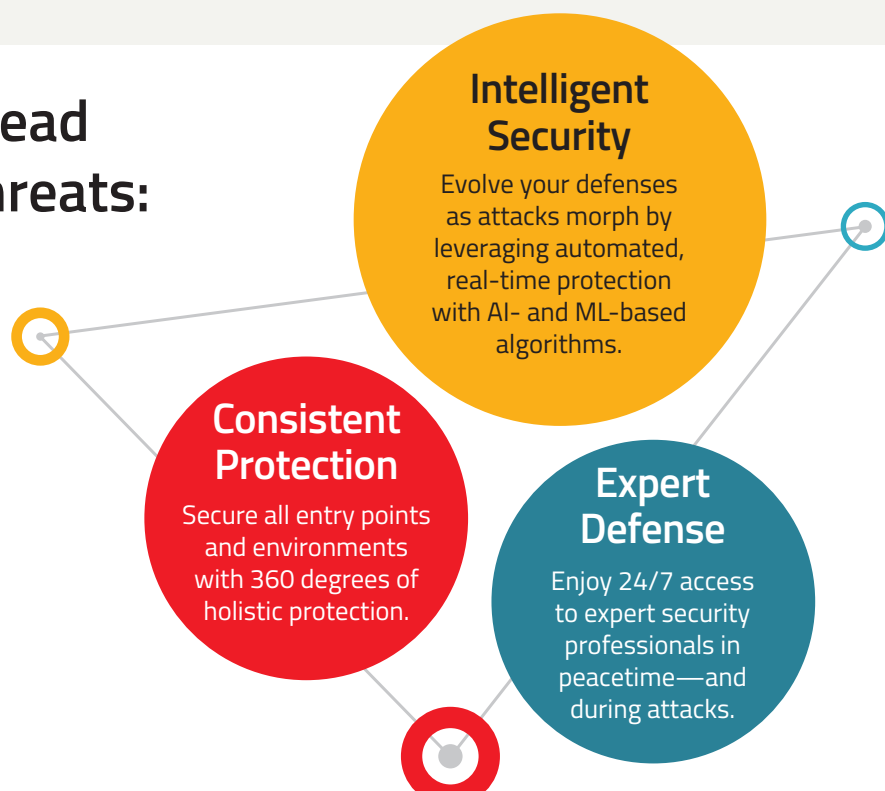 ead
reats:
Intelligent
Security
Evolve your defenses
as attacks morph by
leveraging automated,
real-time protection
with AI- and ML-based
algorithms.
Consistent
Protection
Secure all entry points
and environments
with 360 degrees of
holistic protection.
Expert
Defense
Enjoy 24/7 access
to expert security
professionals in
peacetime—and
during attacks.